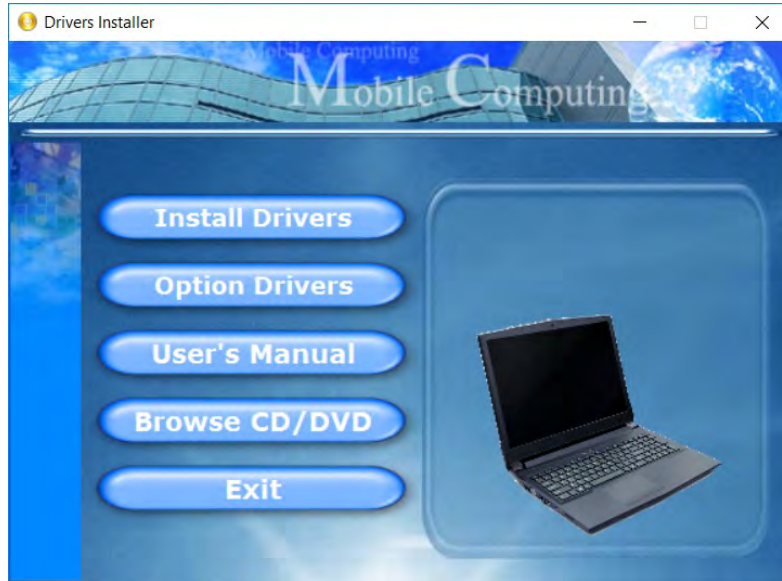 Drivers Installer
Mobile Computing
Mobile Computing
Install Drivers
Option Drivers
User's Manual
Browse CD/DVD
Exit